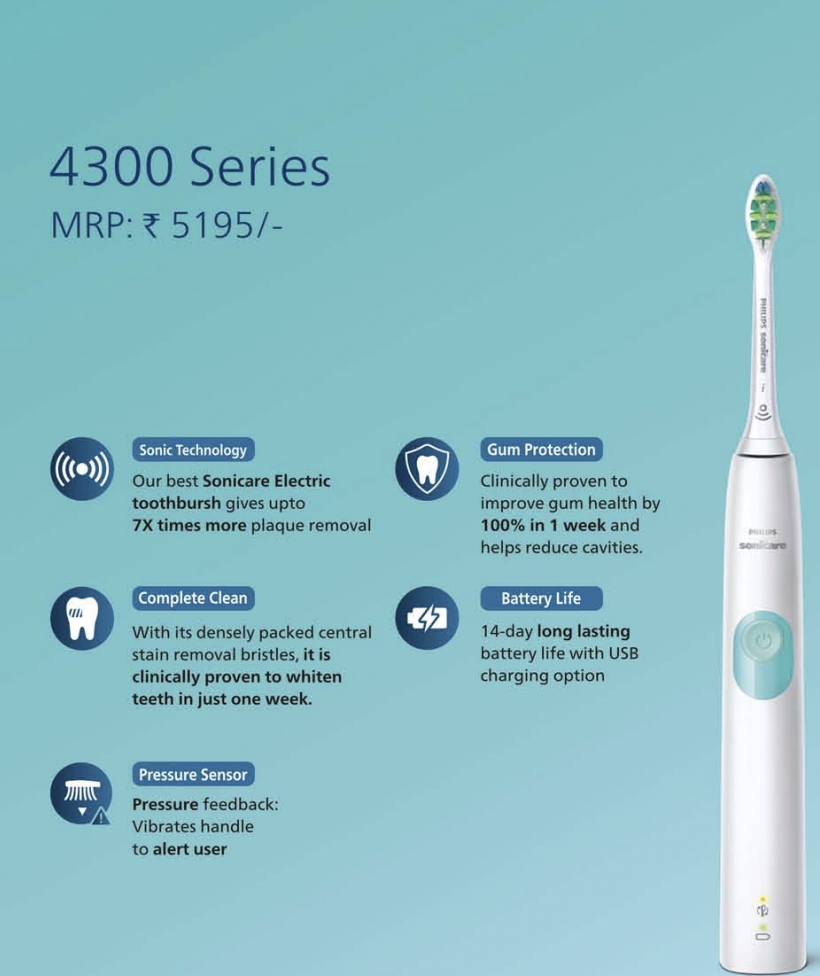 4300 Series
MRP: ₹ 5195/-
Sonic Technology
Our best Sonicare Electric
toothbursh gives upto
7X times more plaque removal
Gum Protection
Clinically proven to
improve gum health by
100% in 1 week and
helps reduce cavities.
Complete Clean
With its densely packed central
stain removal bristles, it is
clinically proven to whiten
teeth in just one week.
Battery Life
14-day long lasting
battery life with USB
charging option
Pressure Sensor
Pressure feedback:
Vibrates handle
to alert user
PHILIPS sonicare
PHILIPS
sonicare